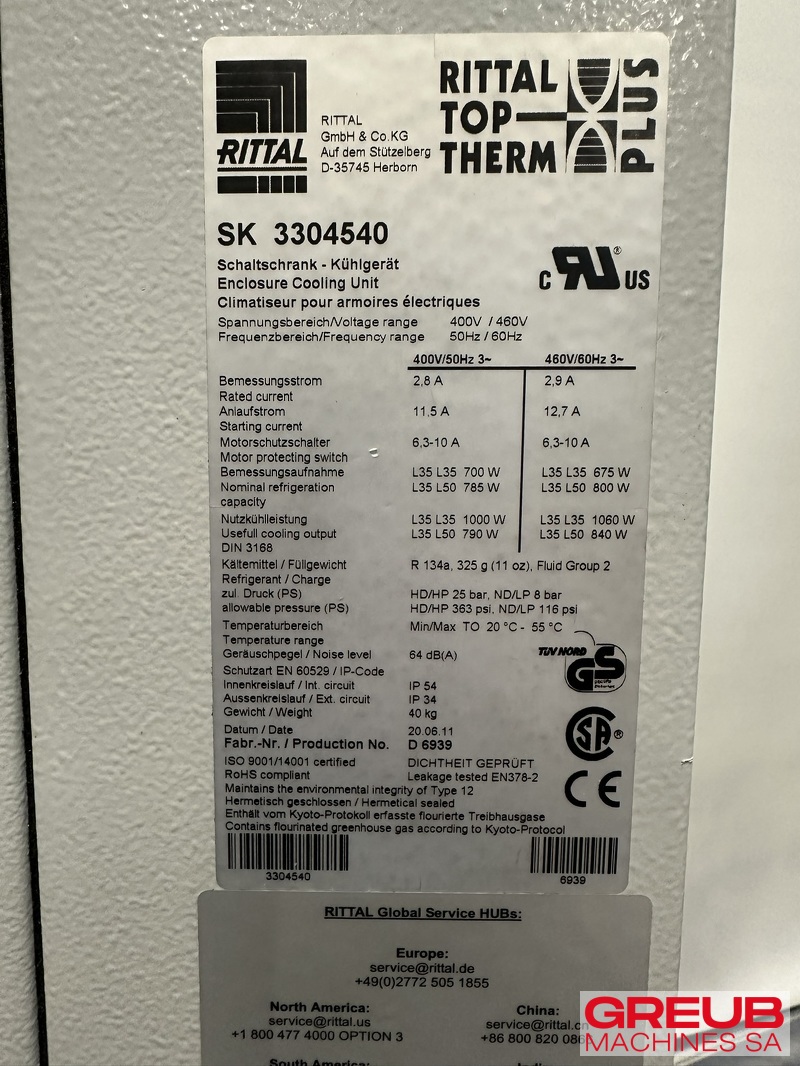 RITTAL
RITTAL
GmbH & Co.KG
Auf dem Stützelberg
D-35745 Herborn
RITTAL
TOP
THERM
PLUS
SK 3304540
Schaltschrank - Kühlgerät
Enclosure Cooling Unit
Climatiseur pour armoires électriques
C RU ® US
Spannungsbereich/Voltage range 400V / 460V
Frequenzbereich/Frequency range 50Hz / 60Hz
400V/50Hz 3~ 460V/60Hz 3~
Bemessungsstrom 2,8 A 2,9 A
Rated current
Anlaufstrom 11,5 A 12,7 A
Starting current
Motorschutzschalter 6,3-10 A 6,3-10 A
Motor protecting switch
Bemessungsaufnahme L35 L35 700 W L35 L35 675 W
Nominal refrigeration L35 L50 785 W L35 L50 800 W
capacity
Nutzkühlleistung L35 L35 1000 W L35 L35 1060 W
Usefull cooling output L35 L50 790 W L35 L50 840 W
DIN 3168
Kältemittel / Füllgewicht R 134a, 325 g (11 oz), Fluid Group 2
Refrigerant / Charge
zul. Druck (PS) HD/HP 25 bar, ND/LP 8 bar
allowable pressure (PS) HD/HP 363 psi, ND/LP 116 psi
Temperaturbereich Min/Max TO 20 °C - 55 °C
Temperature range
Geräuschpegel / Noise level 64 dB(A)
TÜV NORD
GS
Schutzart EN 60529 / IP-Code
Innenkreislauf / Int. circuit IP 54
Aussenkreislauf / Ext. circuit IP 34
Gewicht / Weight 40 kg
Datum / Date 20.06.11
SA ®
Fabr.-Nr. / Production No. D 6939
ISO 9001/14001 certified DICHTHEIT GEPRÜFT
RoHS compliant Leakage tested EN378-2
CE
Maintains the environmental integrity of Type 12
Hermetisch geschlossen / Hermetical sealed
Enthält vom Kyoto-Protokoll erfasste flourierte Treibhausgase
Contains flourinated greenhouse gas according to Kyoto-Protocol
3304540 6939
RITTAL Global Service HUBs:
Europe:
service@rittal.de
+49(0)2772 505 1855
North America: China:
service@rittal.us service@rittal.cn
+1 800 477 4000 OPTION 3 +86 800 820 086
South America:
GREUB
MACHINES SA